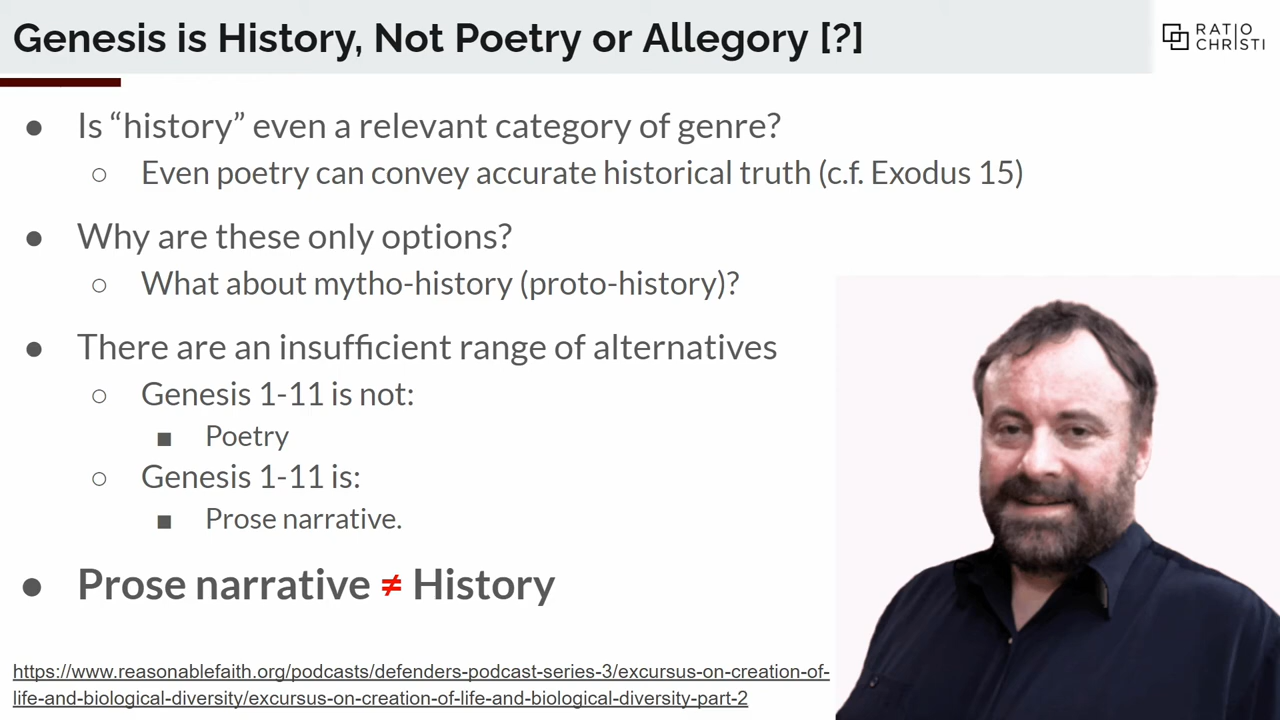 Genesis is History, Not Poetry or Allegory [?]
RATIO
CHRISTI
● Is “history” even a relevant category of genre?
○ Even poetry can convey accurate historical truth (c.f. Exodus 15)
● Why are these only options?
○ What about mytho-history (proto-history)?
● There are an insufficient range of alternatives
○ Genesis 1-11 is not:
■ Poetry
○ Genesis 1-11 is:
■ Prose narrative.
● Prose narrative ≠ History
https://www.reasonablefaith.org/podcasts/defenders-podcast-series-3/excursus-on-creation-of-
life-and-biological-diversity/excursus-on-creation-of-life-and-biological-diversity-part-2